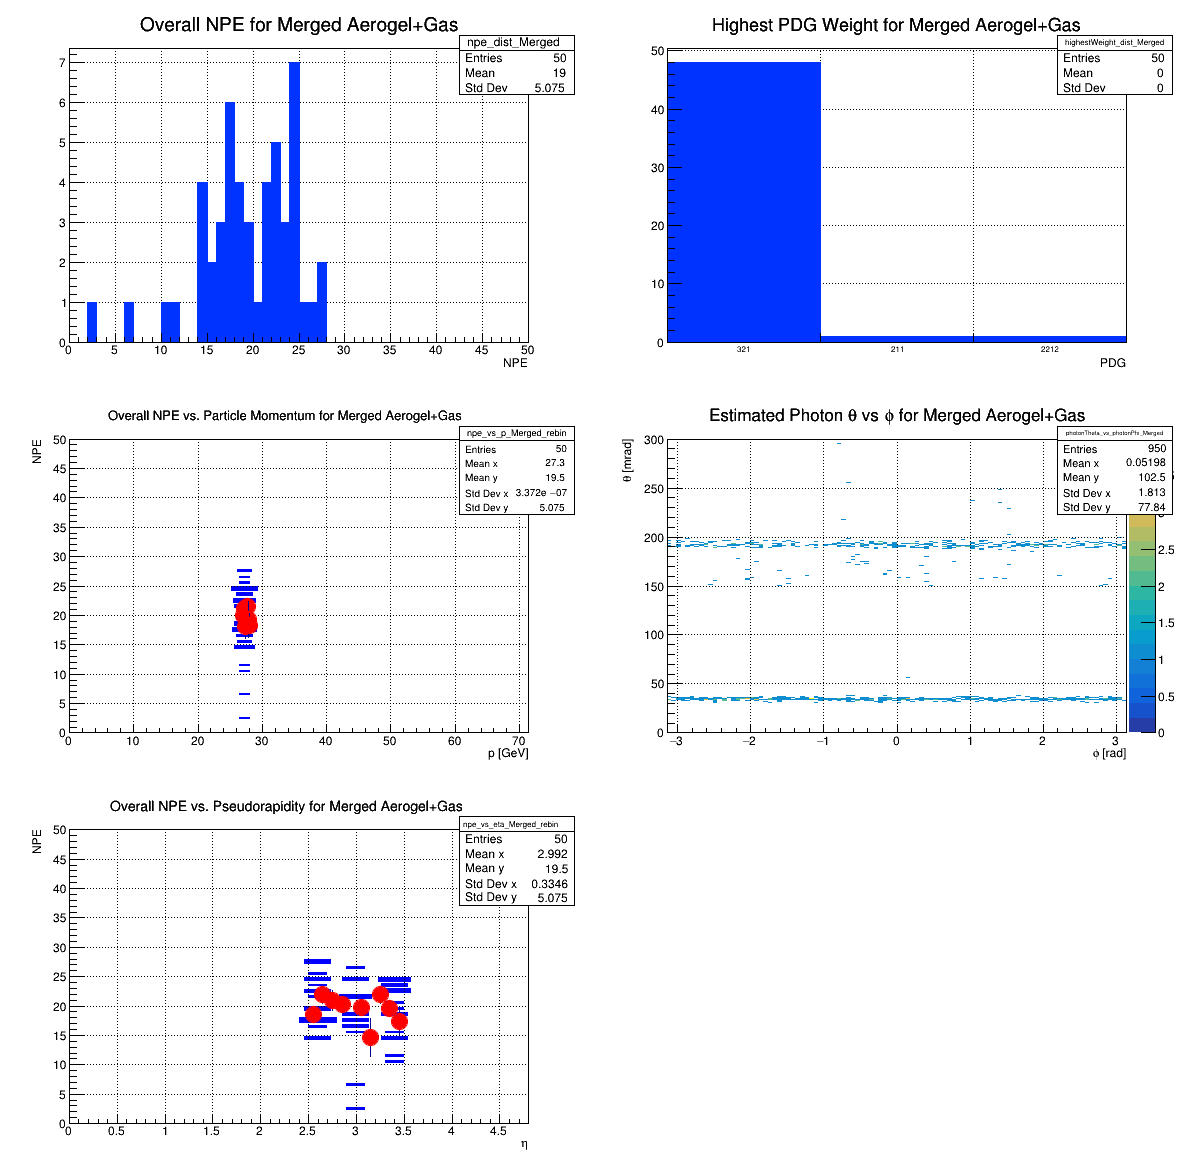 Overall NPE for Merged Aerogel+Gas
npe_dist_Merged
Entries 50
Mean 19
Std Dev 5.075
7
6
5
4
3
2
1
0
0 5 10 15 20 25 30 35 40 45 50
NPE
Highest PDG Weight for Merged Aerogel+Gas
highestWeight_dist_Merged
Entries 50
Mean 0
Std Dev 0
50
40
30
20
10
0
321 211 2212
PDG
Overall NPE vs. Particle Momentum for Merged Aerogel+Gas
npe_vs_p_Merged_rebin
Entries 50
Mean x 27.3
Mean y 19.5
Std Dev x 3.372e −07
Std Dev y 5.075
NPE
50
45
40
35
30
25
20
15
10
5
0
0 10 20 30 40 50 60 70
p [GeV]
Estimated Photon θ vs ϕ for Merged Aerogel+Gas
photonTheta_vs_photonPhi_Merged
Entries 950
Mean x 0.05198
Mean y 102.5
Std Dev x 1.813
Std Dev y 77.84
θ [mrad]
300
250
200
150
100
50
0
−3 −2 −1 0 1 2 3
ϕ [rad]
2.5
2
1.5
1
0.5
0
Overall NPE vs. Pseudorapidity for Merged Aerogel+Gas
npe_vs_eta_Merged_rebin
Entries 50
Mean x 2.992
Mean y 19.5
Std Dev x 0.3346
Std Dev y 5.075
NPE
50
45
40
35
30
25
20
15
10
5
0
0 0.5 1 1.5 2 2.5 3 3.5 4 4.5
η